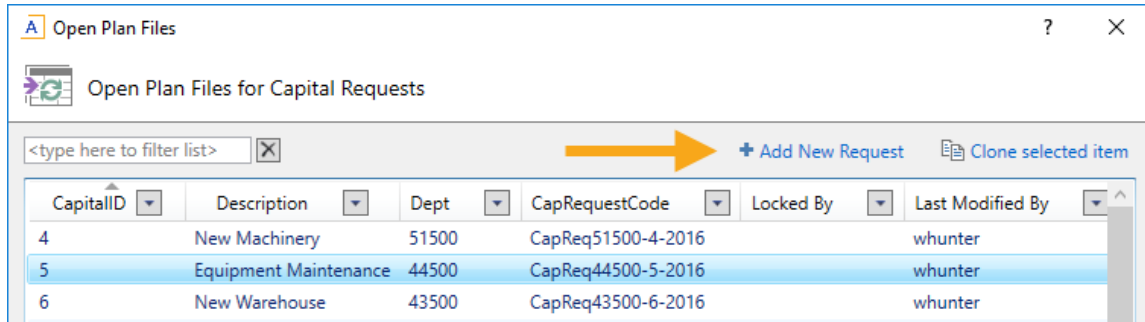 A Open Plan Files ?
Open Plan Files for Capital Requests
<type here to filter list> + Add New Request Clone selected item
CapitalID Description Dept CapRequestCode Locked By Last Modified By
4 New Machinery 51500 CapReq51500-4-2016 whunter
5 Equipment Maintenance 44500 CapReq44500-5-2016 whunter
6 New Warehouse 43500 CapReq43500-6-2016 whunter